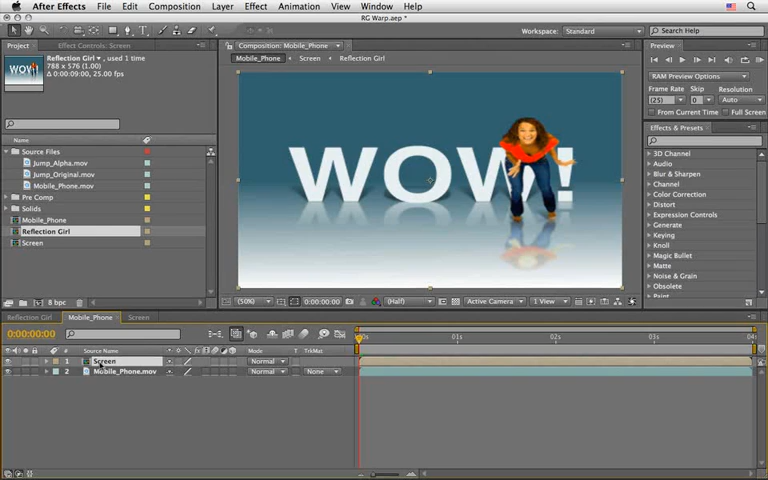 After Effects File Edit Composition Layer Effect Animation View Window Help
RG Warp.aep *
Workspace: Standard Search Help
Project Effect Controls: Screen
Composition: Mobile_Phone
Preview
Reflection Girl, used 1 time
788 x 576 (1.00)
Δ 0:00:09:00, 25.00 fps
Mobile_Phone Screen Reflection Girl
RAM Preview Options
Frame Rate Skip Resolution
(25) 0 Auto
From Current Time Full Screen
Effects & Presets
Name
Source Files
Jump_Alpha.mov
Jump_Original.mov
Mobile_Phone.mov
Pre Comp
Solids
Mobile_Phone
Reflection Girl
Screen
WOW!
3D Channel
Audio
Blur & Sharpen
Channel
Color Correction
Distort
Expression Controls
Generate
Keying
Knoll
Magic Bullet
Matte
Noise & Grain
Obsolete
Paint
8 bpc
(50%) 0:00:00:00 (Half) Active Camera 1 View
Reflection Girl Mobile_Phone Screen
0:00:00:00
01s 02s 03s
# Source Name Mode T TrkMat
1 Screen Normal
2 Mobile_Phone.mov Normal None